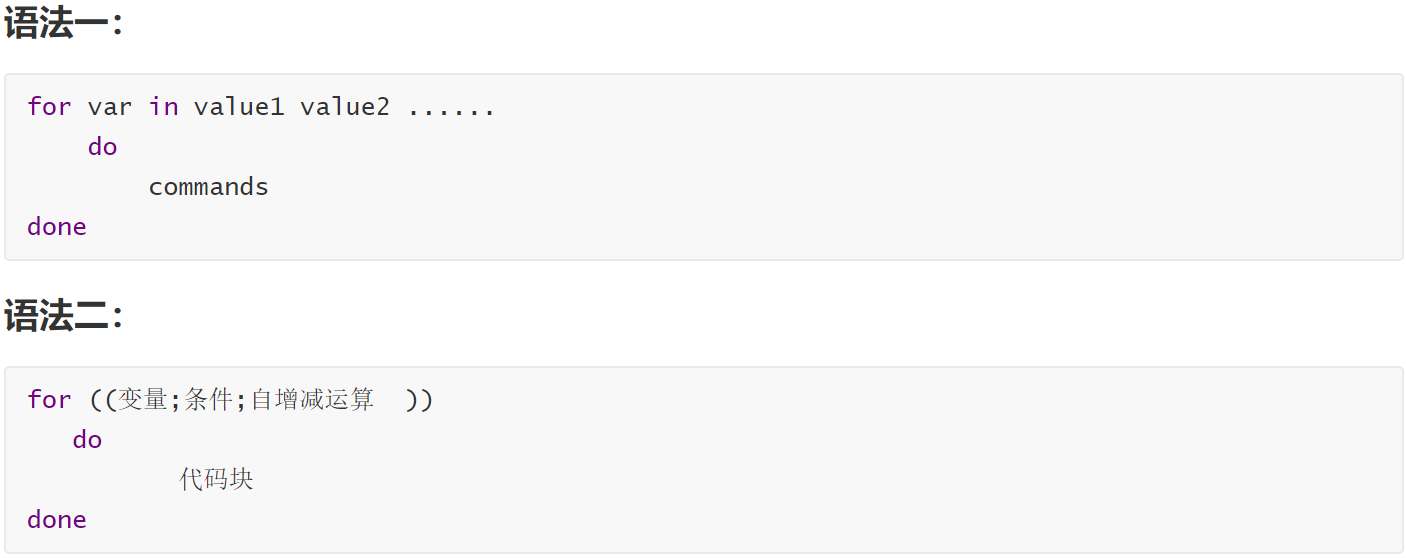 语法一：
for var in value1 value2 ......
    do
        commands
done
语法二：
for ((变量;条件;自增减运算  ))
   do
          代码块
done